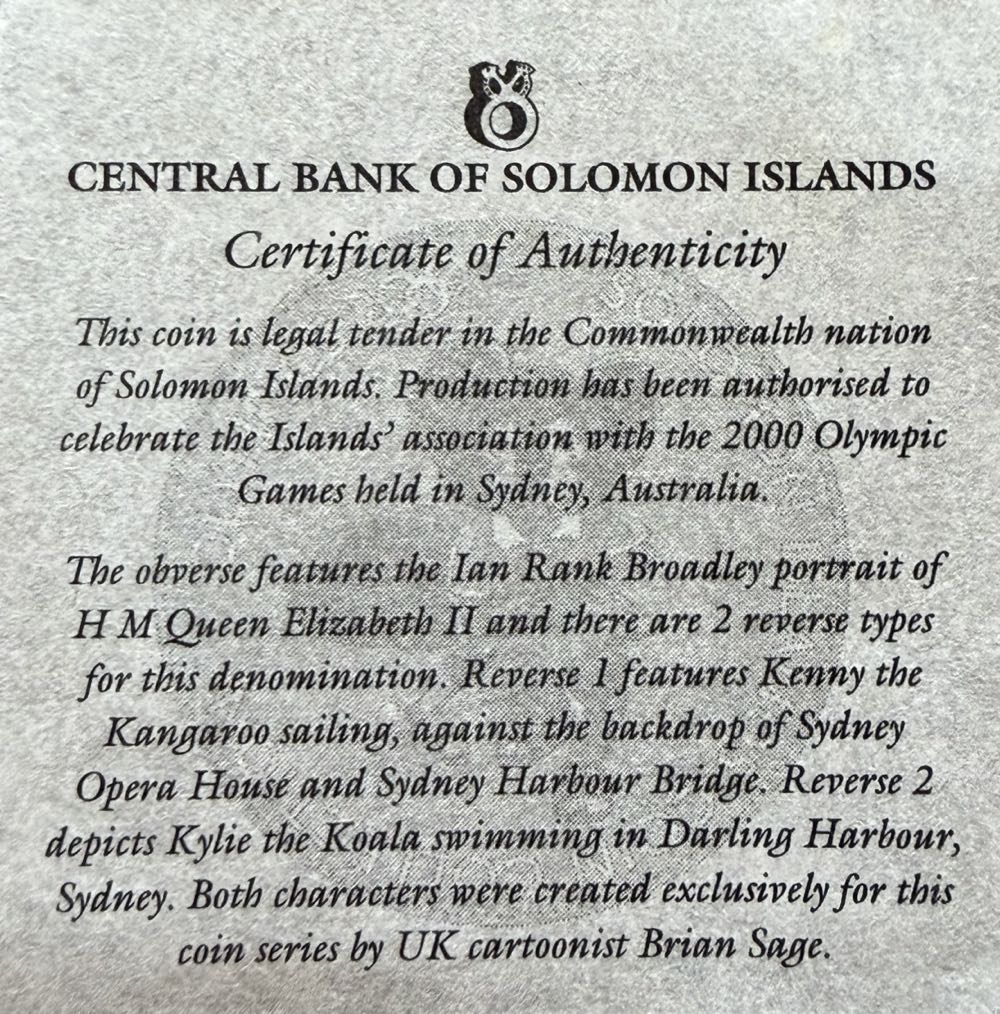 CENTRAL BANK OF SOLOMON ISLANDS
Certificate of Authenticity
This coin is legal tender in the Commonwealth nation
of Solomon Islands. Production has been authorised to
celebrate the Islands' association with the 2000 Olympic
Games held in Sydney, Australia.
The obverse features the Ian Rank Broadley portrait of
H M Queen Elizabeth II and there are 2 reverse types
for this denomination. Reverse 1 features Kenny the
Kangaroo sailing, against the backdrop of Sydney
Opera House and Sydney Harbour Bridge. Reverse 2
depicts Kylie the Koala swimming in Darling Harbour,
Sydney. Both characters were created exclusively for this
coin series by UK cartoonist Brian Sage.